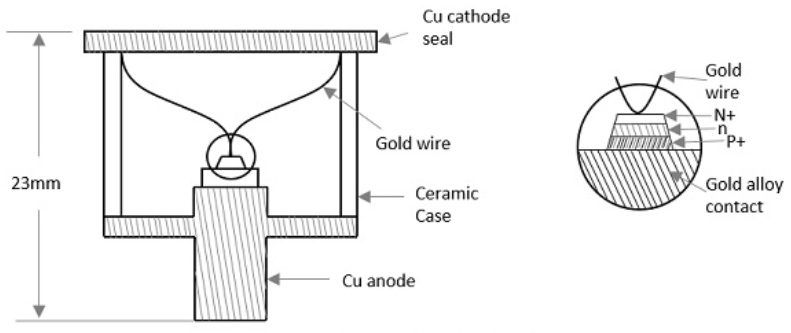 Cu cathode
seal
Gold wire
23mm
Ceramic
Case
Cu anode
Gold
wire
N+
n
P+
Gold alloy
contact